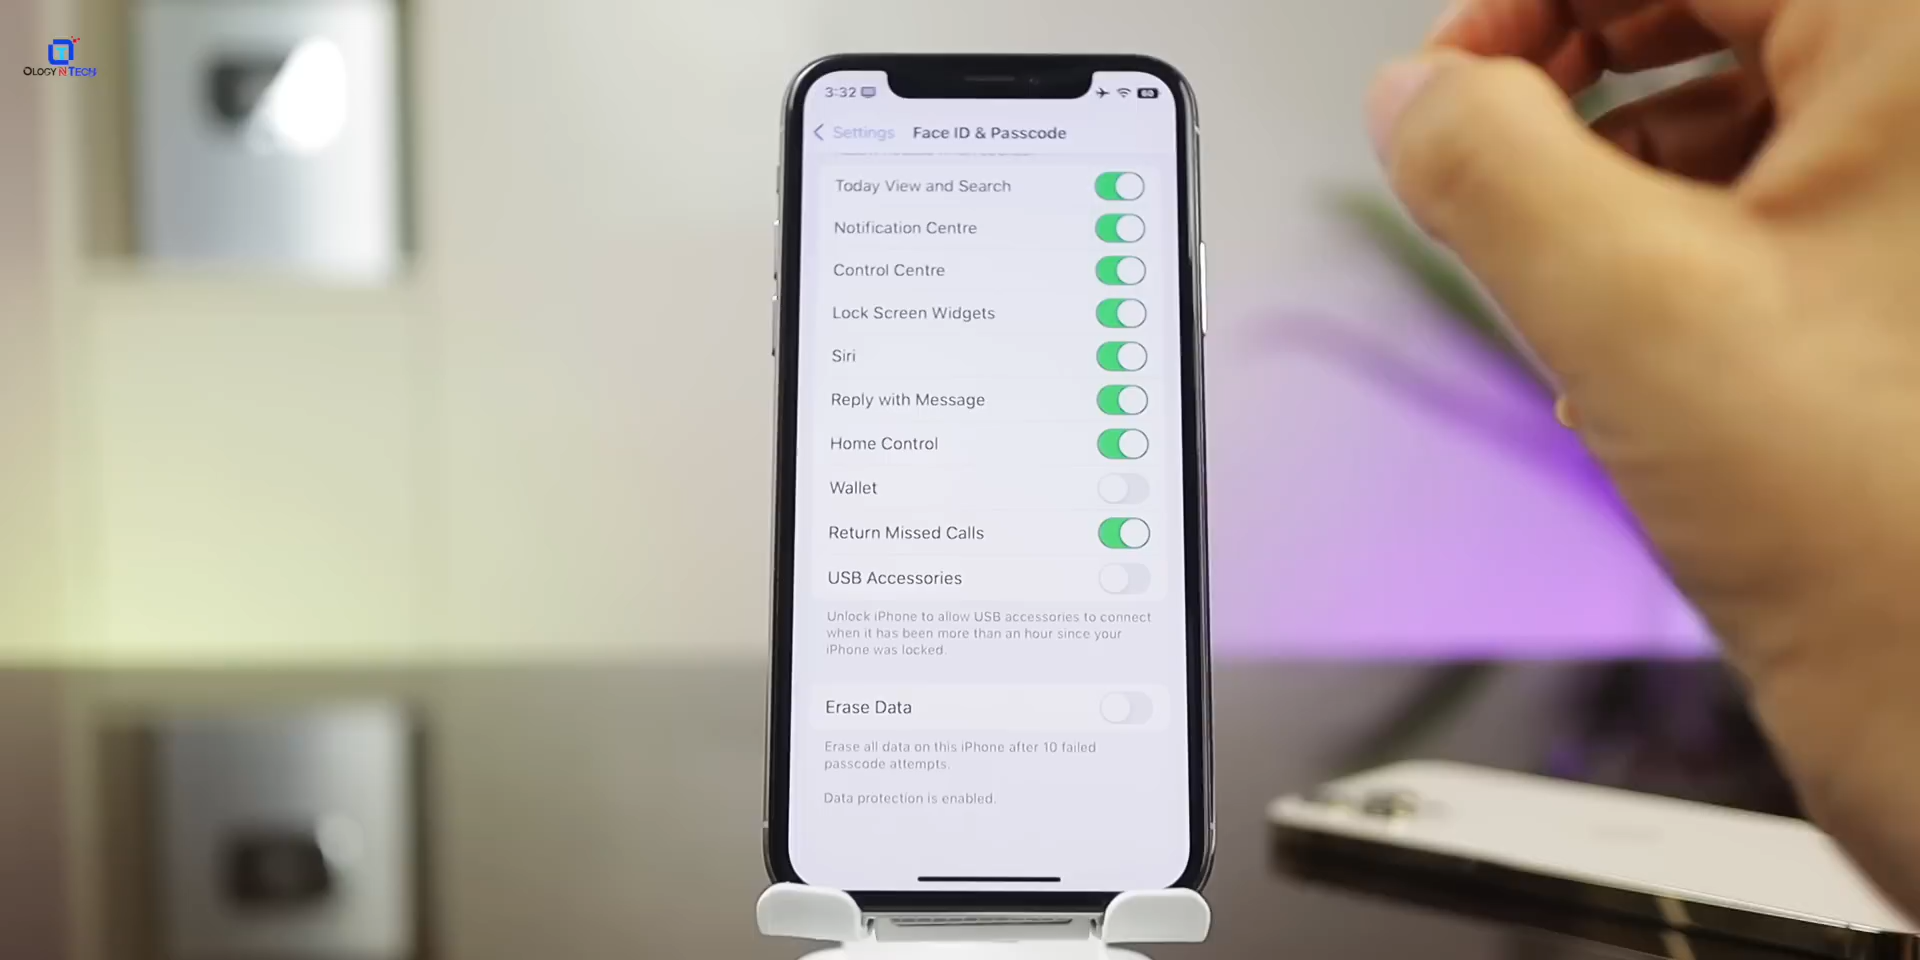 OLOGY N TECH
3:32
Settings
Face ID & Passcode
Today View and Search
Notification Centre
Control Centre
Lock Screen Widgets
Siri
Reply with Message
Home Control
Wallet
Return Missed Calls
USB Accessories
Unlock iPhone to allow USB accessories to connect
when it has been more than an hour since your
iPhone was locked.
Erase Data
Erase all data on this iPhone after 10 failed
passcode attempts.
Data protection is enabled.